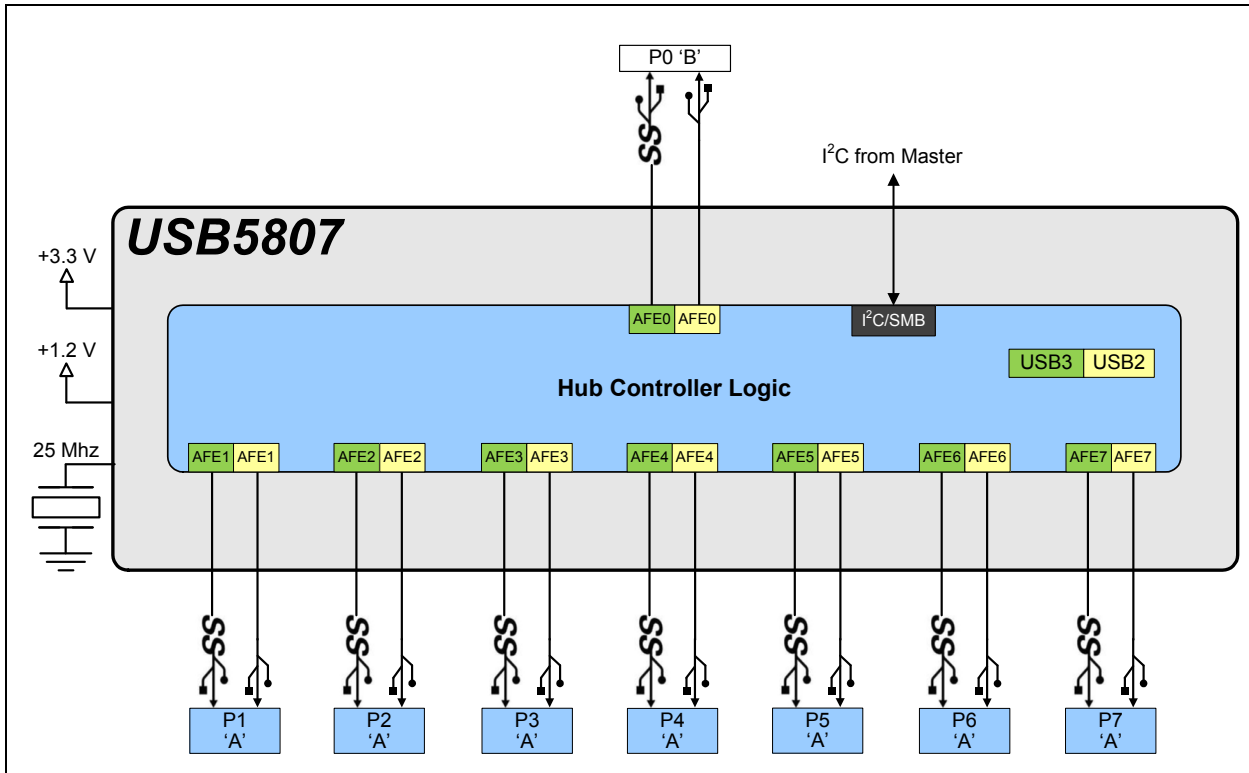 P0 'B'
SS
I²C from Master
USB5807
+3.3 V
AFE0 AFE0
I²C/SMB
+1.2 V
USB3 USB2
Hub Controller Logic
25 Mhz
AFE1 AFE1 AFE2 AFE2 AFE3 AFE3 AFE4 AFE4 AFE5 AFE5 AFE6 AFE6 AFE7 AFE7
SS SS SS SS SS SS SS
P1 P2 P3 P4 P5 P6 P7
'A' 'A' 'A' 'A' 'A' 'A' 'A'